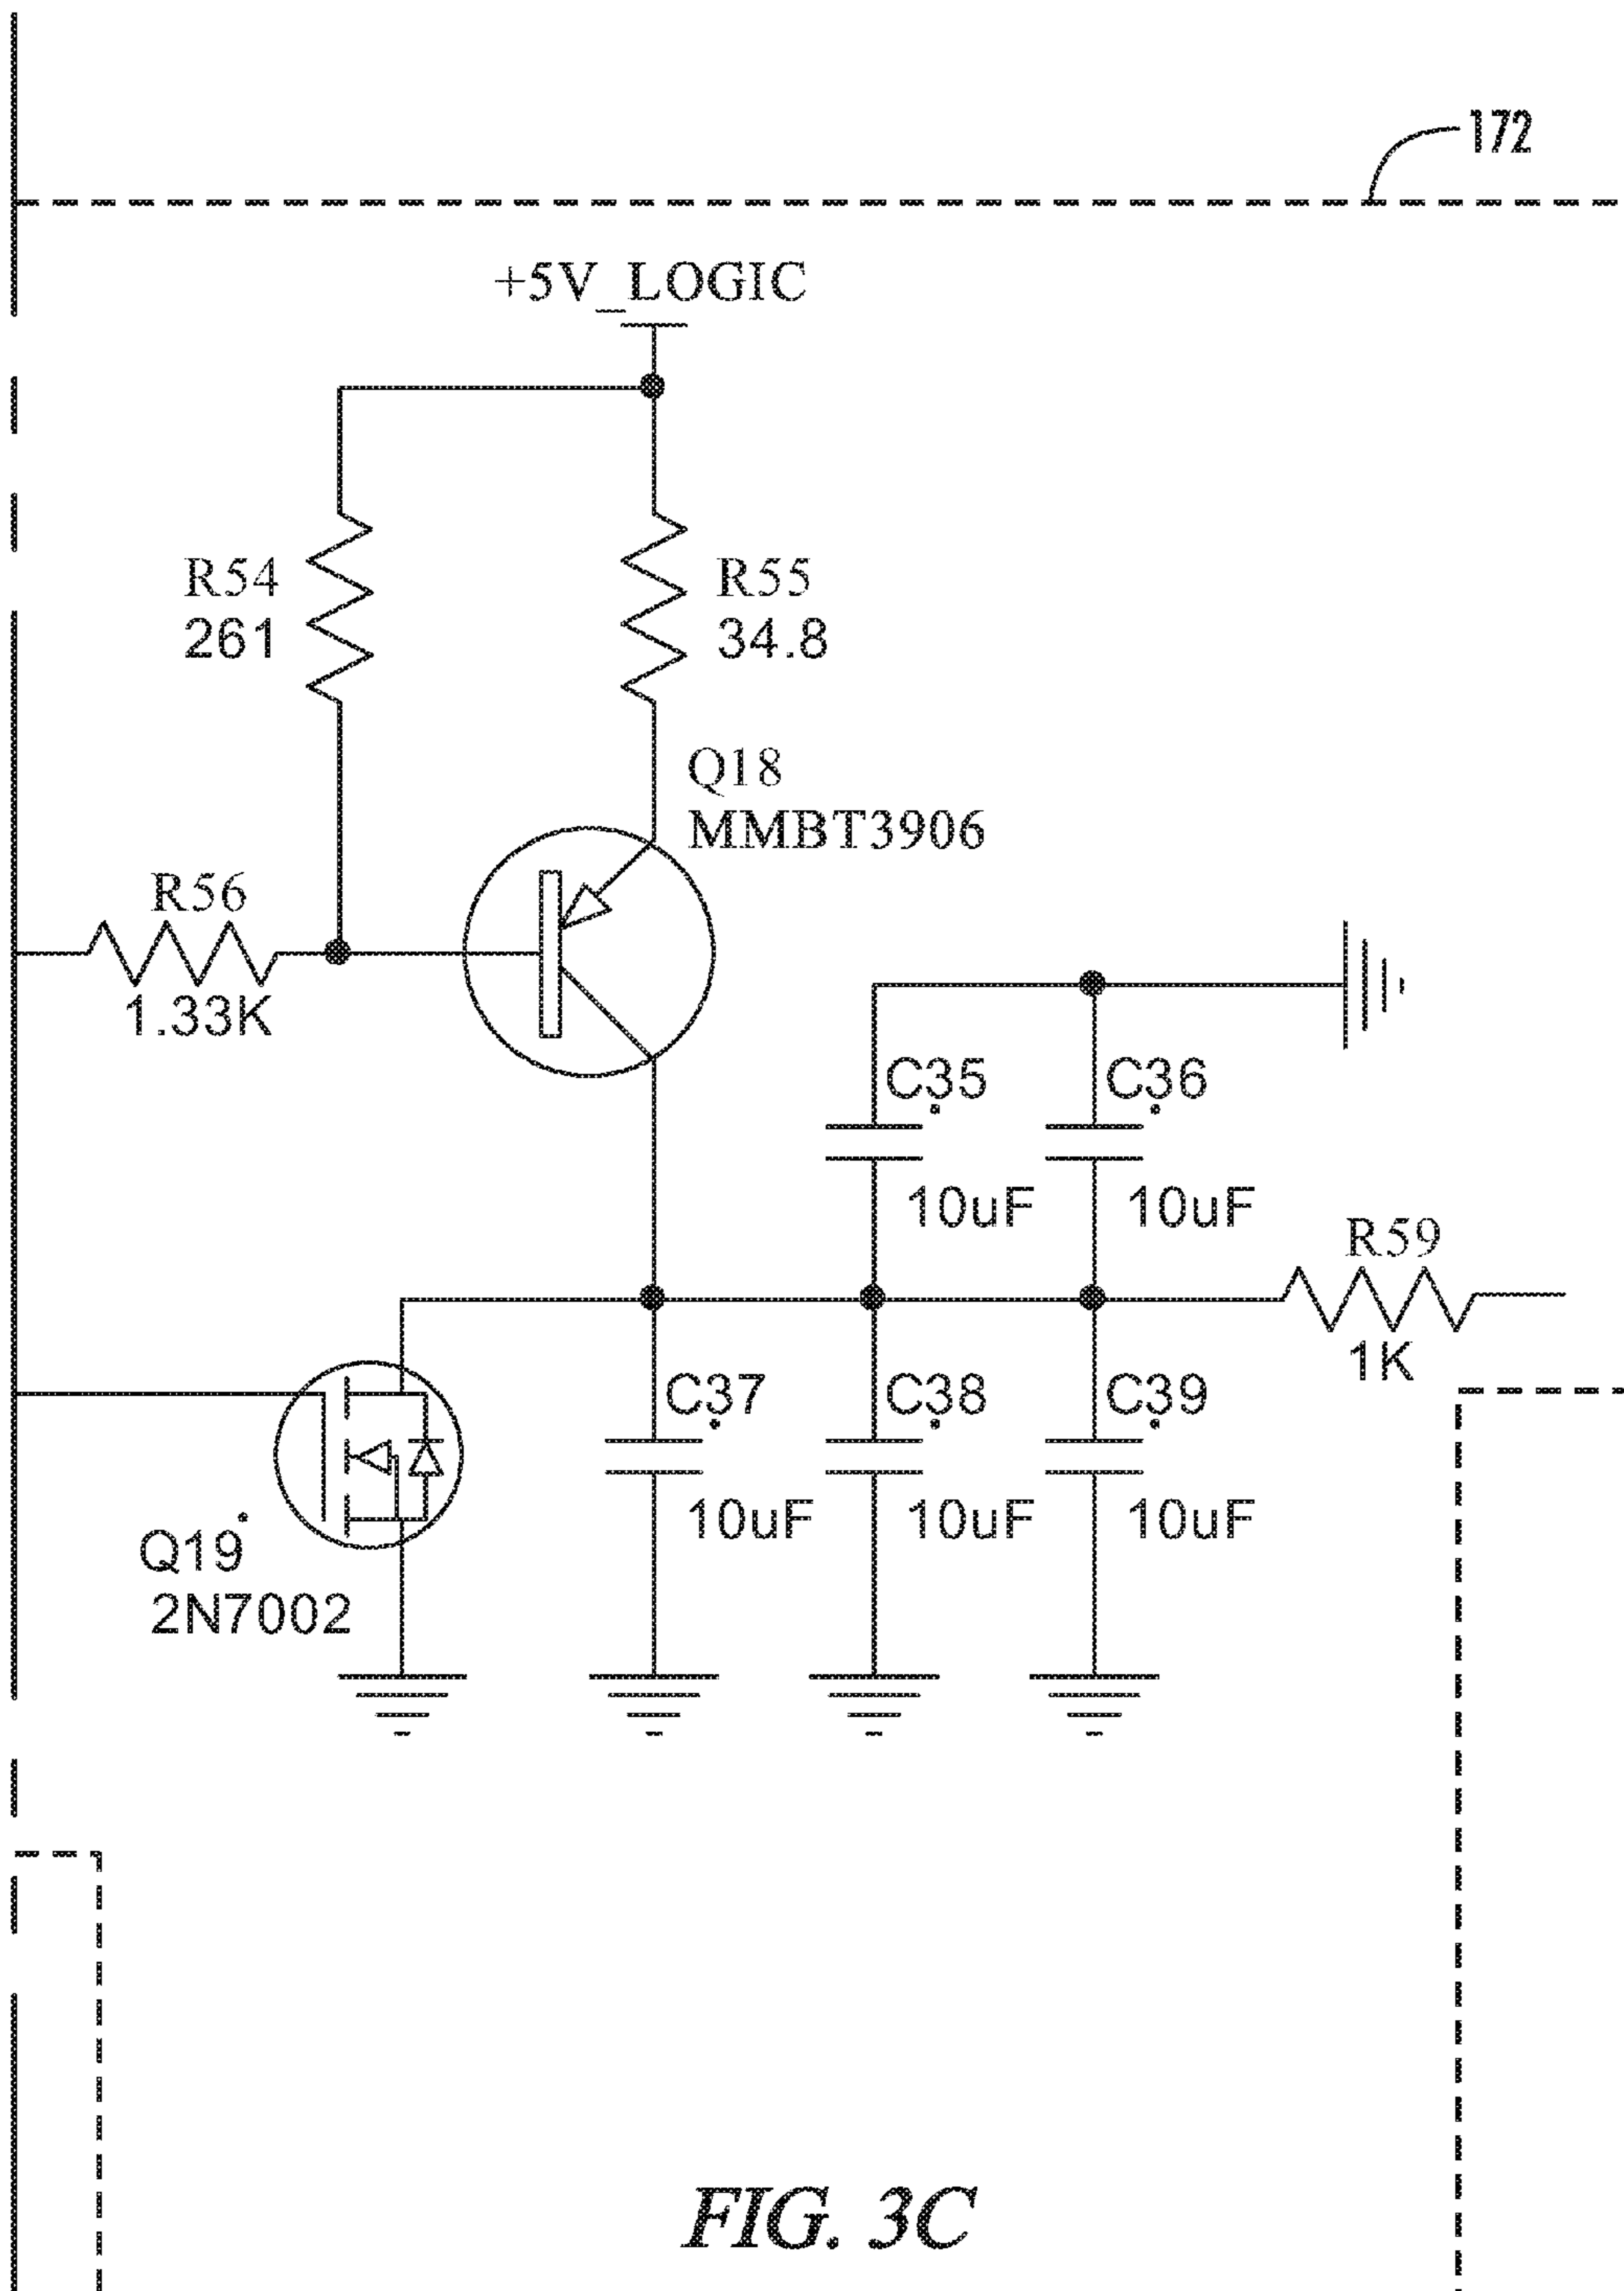 172
+5V_LOGIC
R54
261
R55
34.8
Q18
MMBT3906
R56
1.33K
C35
10uF
C36
10uF
R59
1K
C37
10uF
C38
10uF
C39
10uF
Q19
2N7002
FIG. 3C